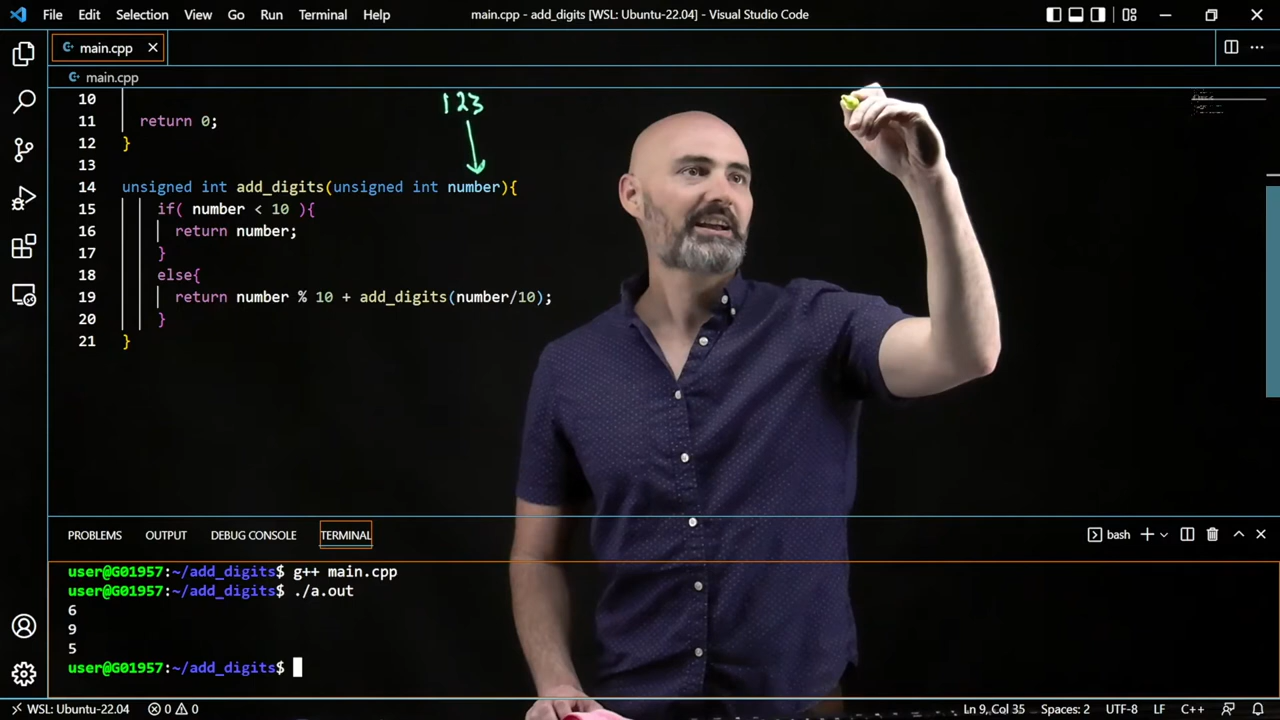 File Edit Selection View Go Run Terminal Help main.cpp - add_digits [WSL: Ubuntu-22.04] - Visual Studio Code
main.cpp
main.cpp
123
10
11 return 0;
12 }
13
14 unsigned int add_digits(unsigned int number){
15 if( number < 10 ){
16 return number;
17 }
18 else{
19 return number % 10 + add_digits(number/10);
20 }
21 }
PROBLEMS OUTPUT DEBUG CONSOLE TERMINAL bash
user@G01957:~/add_digits$ g++ main.cpp
user@G01957:~/add_digits$ ./a.out
6
9
5
user@G01957:~/add_digits$
WSL: Ubuntu-22.04 0 0 Ln 9, Col 35 Spaces: 2 UTF-8 LF C++